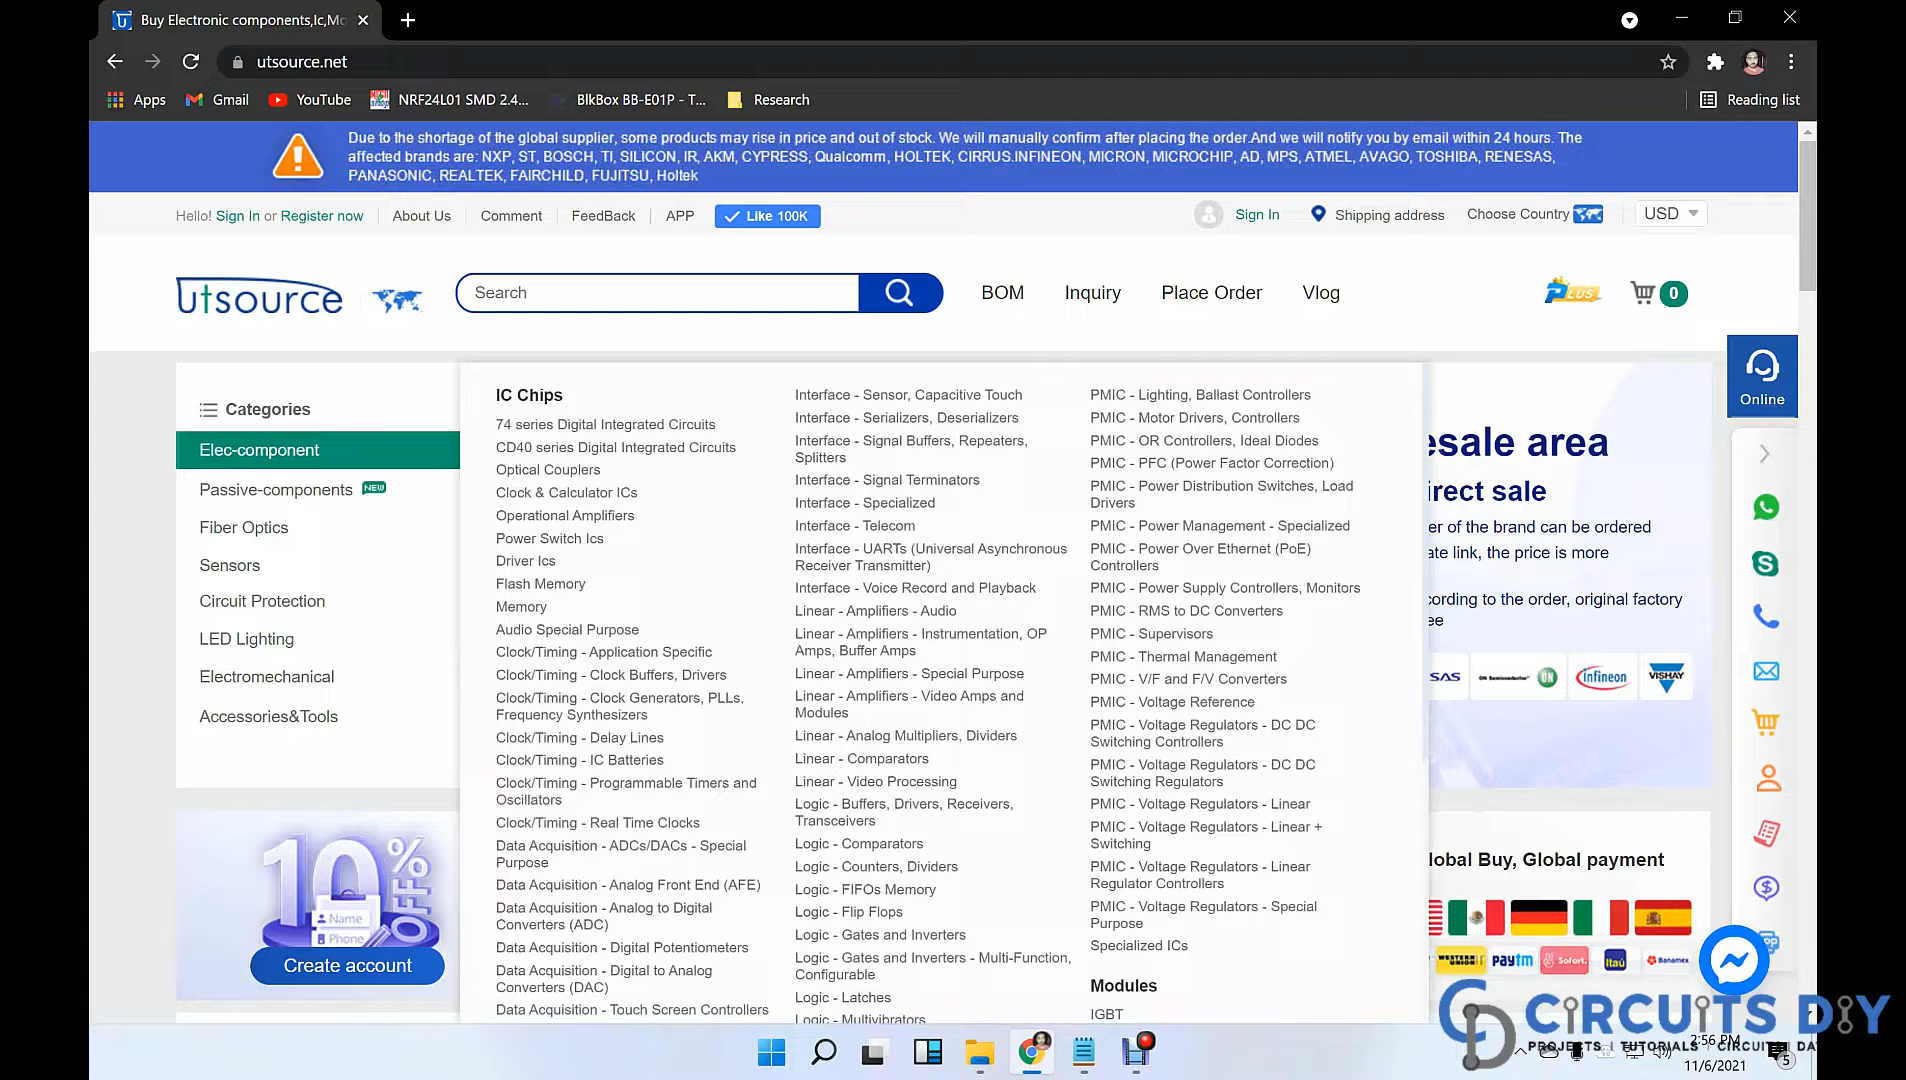 Buy Electronic components,Ic,Mo
utsource.net
Apps
Gmail
YouTube
NRF24L01 SMD 2.4...
BlkBox BB-E01P - T...
Research
Reading list
Due to the shortage of the global supplier, some products may rise in price and out of stock. We will manually confirm after placing the order.And we will notify you by email within 24 hours. The
affected brands are: NXP, ST, BOSCH, TI, SILICON, IR, AKM, CYPRESS, Qualcomm, HOLTEK, CIRRUS.INFINEON, MICRON, MICROCHIP, AD, MPS, ATMEL, AVAGO, TOSHIBA, RENESAS,
PANASONIC, REALTEK, FAIRCHILD, FUJITSU, Holtek
Hello! Sign In or Register now
About Us
Comment
FeedBack
APP
Like 100K
Sign In
Shipping address
Choose Country
USD
utsource
Search
BOM
Inquiry
Place Order
Vlog
PLUS
0
Online
Categories
Elec-component
Passive-components NEW
Fiber Optics
Sensors
Circuit Protection
LED Lighting
Electromechanical
Accessories&Tools
IC Chips
74 series Digital Integrated Circuits
CD40 series Digital Integrated Circuits
Optical Couplers
Clock & Calculator ICs
Operational Amplifiers
Power Switch Ics
Driver Ics
Flash Memory
Memory
Audio Special Purpose
Clock/Timing - Application Specific
Clock/Timing - Clock Buffers, Drivers
Clock/Timing - Clock Generators, PLLs,
Frequency Synthesizers
Clock/Timing - Delay Lines
Clock/Timing - IC Batteries
Clock/Timing - Programmable Timers and
Oscillators
Clock/Timing - Real Time Clocks
Data Acquisition - ADCs/DACs - Special
Purpose
Data Acquisition - Analog Front End (AFE)
Data Acquisition - Analog to Digital
Converters (ADC)
Data Acquisition - Digital Potentiometers
Data Acquisition - Digital to Analog
Converters (DAC)
Data Acquisition - Touch Screen Controllers
Interface - Sensor, Capacitive Touch
Interface - Serializers, Deserializers
Interface - Signal Buffers, Repeaters,
Splitters
Interface - Signal Terminators
Interface - Specialized
Interface - Telecom
Interface - UARTs (Universal Asynchronous
Receiver Transmitter)
Interface - Voice Record and Playback
Linear - Amplifiers - Audio
Linear - Amplifiers - Instrumentation, OP
Amps, Buffer Amps
Linear - Amplifiers - Special Purpose
Linear - Amplifiers - Video Amps and
Modules
Linear - Analog Multipliers, Dividers
Linear - Comparators
Linear - Video Processing
Logic - Buffers, Drivers, Receivers,
Transceivers
Logic - Comparators
Logic - Counters, Dividers
Logic - FIFOs Memory
Logic - Flip Flops
Logic - Gates and Inverters
Logic - Gates and Inverters - Multi-Function,
Configurable
Logic - Latches
Logic - Multivibrators
PMIC - Lighting, Ballast Controllers
PMIC - Motor Drivers, Controllers
PMIC - OR Controllers, Ideal Diodes
PMIC - PFC (Power Factor Correction)
PMIC - Power Distribution Switches, Load
Drivers
PMIC - Power Management - Specialized
PMIC - Power Over Ethernet (PoE)
Controllers
PMIC - Power Supply Controllers, Monitors
PMIC - RMS to DC Converters
PMIC - Supervisors
PMIC - Thermal Management
PMIC - V/F and F/V Converters
PMIC - Voltage Reference
PMIC - Voltage Regulators - DC DC
Switching Controllers
PMIC - Voltage Regulators - DC DC
Switching Regulators
PMIC - Voltage Regulators - Linear
PMIC - Voltage Regulators - Linear +
Switching
PMIC - Voltage Regulators - Linear
Regulator Controllers
PMIC - Voltage Regulators - Special
Purpose
Specialized ICs
Modules
IGBT
esale area
irect sale
er of the brand can be ordered
ate link, the price is more
cording to the order, original factory
ee
SAS
ON Semiconductor ON
infineon
VISHAY
lobal Buy, Global payment
WESTERN UNION
paytm
Sofort.
Itaú
Banamex
10% OFF
Name
Phone
Create account
CIRCUITS DIY
PROJECTS | TUTORIALS
2:56 PM
11/6/2021
5